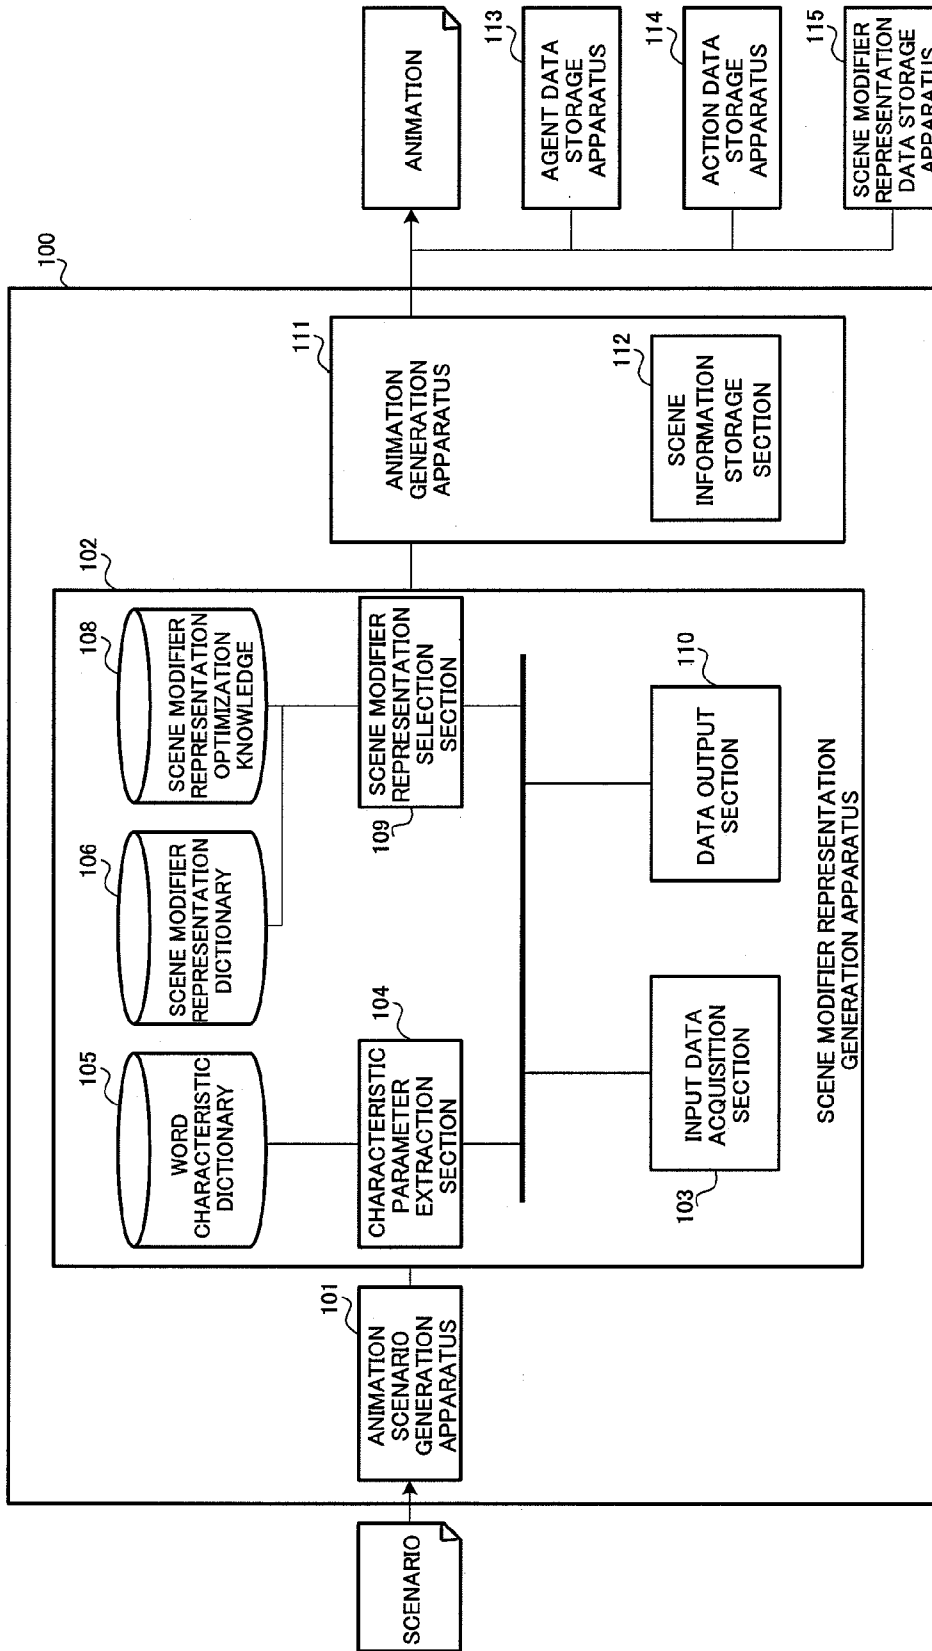 100
SCENARIO
101
ANIMATION
SCENARIO
GENERATION
APPARATUS
102
105
WORD
CHARACTERISTIC
DICTIONARY
106
SCENE MODIFIER
REPRESENTATION
DICTIONARY
108
SCENE MODIFIER
REPRESENTATION
OPTIMIZATION
KNOWLEDGE
104
CHARACTERISTIC
PARAMETER
EXTRACTION
SECTION
SCENE MODIFIER
REPRESENTATION
SELECTION
SECTION
109
INPUT DATA
ACQUISITION
SECTION
103
110
DATA OUTPUT
SECTION
SCENE MODIFIER REPRESENTATION
GENERATION APPARATUS
111
ANIMATION
GENERATION
APPARATUS
112
SCENE
INFORMATION
STORAGE
SECTION
ANIMATION
113
AGENT DATA
STORAGE
APPARATUS
114
ACTION DATA
STORAGE
APPARATUS
115
SCENE MODIFIER
REPRESENTATION
DATA STORAGE
APPARATUS